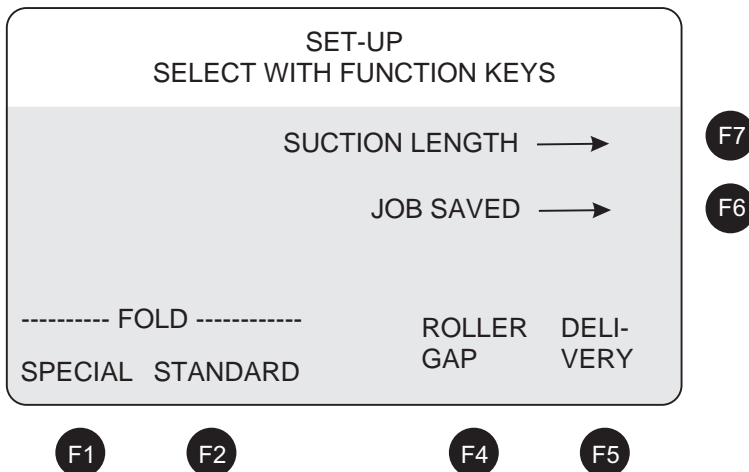 SET-UP
SELECT WITH FUNCTION KEYS
SUCTION LENGTH
F7
JOB SAVED
F6
---------- FOLD ------------
SPECIAL STANDARD
ROLLER
GAP
DELI-
VERY
F1 F2 F4 F5